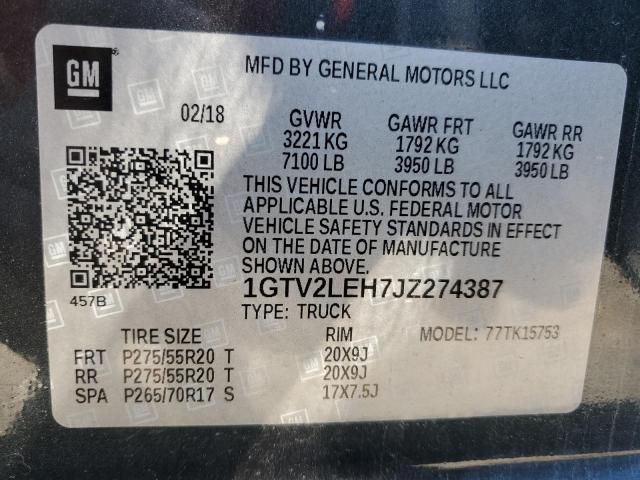 GM
MFD BY GENERAL MOTORS LLC
02/18
GVWR GAWR FRT GAWR RR
3221 KG 1792 KG 1792 KG
7100 LB 3950 LB 3950 LB
THIS VEHICLE CONFORMS TO ALL
APPLICABLE U.S. FEDERAL MOTOR
VEHICLE SAFETY STANDARDS IN EFFECT
ON THE DATE OF MANUFACTURE
SHOWN ABOVE.
457B
1GTV2LEH7JZ274387
TYPE: TRUCK
TIRE SIZE RIM MODEL: 77TK15753
FRT P275/55R20 T 20X9J
RR P275/55R20 T 20X9J
SPA P265/70R17 S 17X7.5J